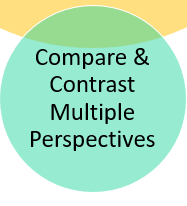 Compare &
Contrast
Multiple
Perspectives